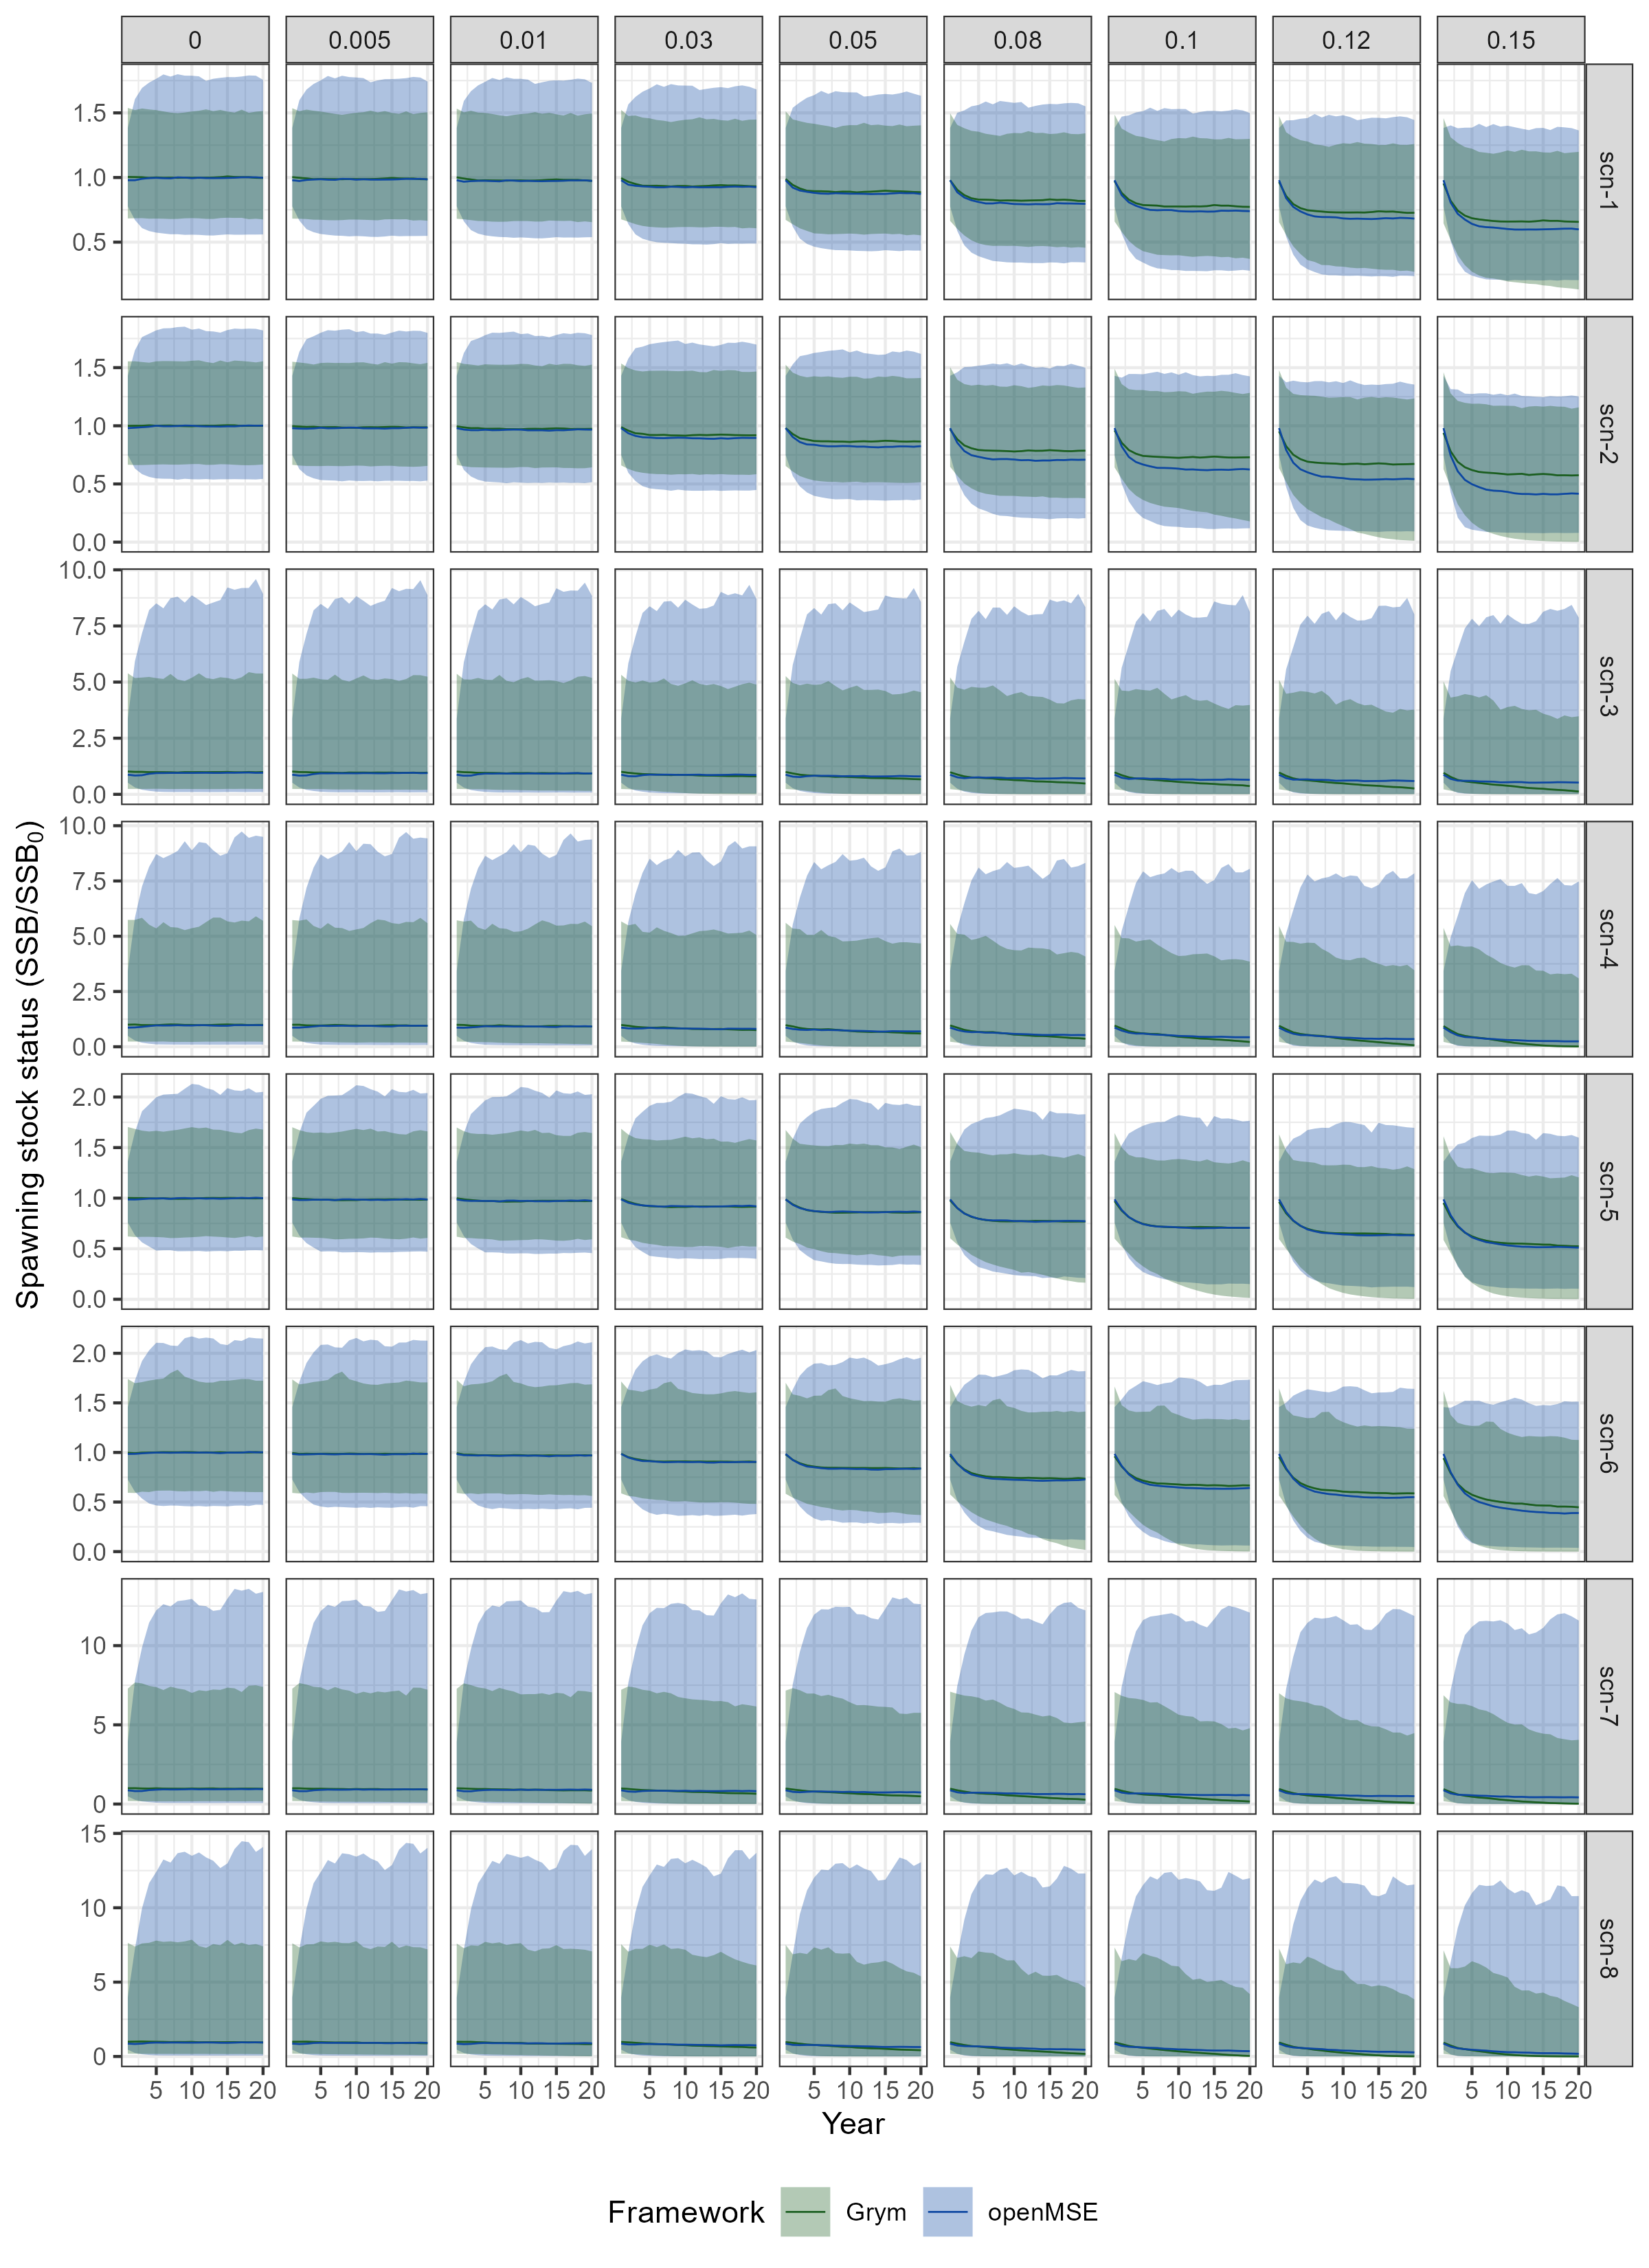 0 0.005 0.01 0.03 0.05 0.08 0.1 0.12 0.15
1.5
1.0
0.5
scn-1
1.5
1.0
0.5
0.0
scn-2
10.0
7.5
5.0
2.5
0.0
scn-3
10.0
7.5
5.0
2.5
0.0
scn-4
2.0
1.5
1.0
0.5
0.0
scn-5
2.0
1.5
1.0
0.5
0.0
scn-6
10
5
0
scn-7
15
10
5
0
scn-8
Spawning stock status (SSB/SSB₀)
5 10 15 20 5 10 15 20 5 10 15 20 5 10 15 20 5 10 15 20 5 10 15 20 5 10 15 20 5 10 15 20 5 10 15 20
Year
Framework Grym openMSE